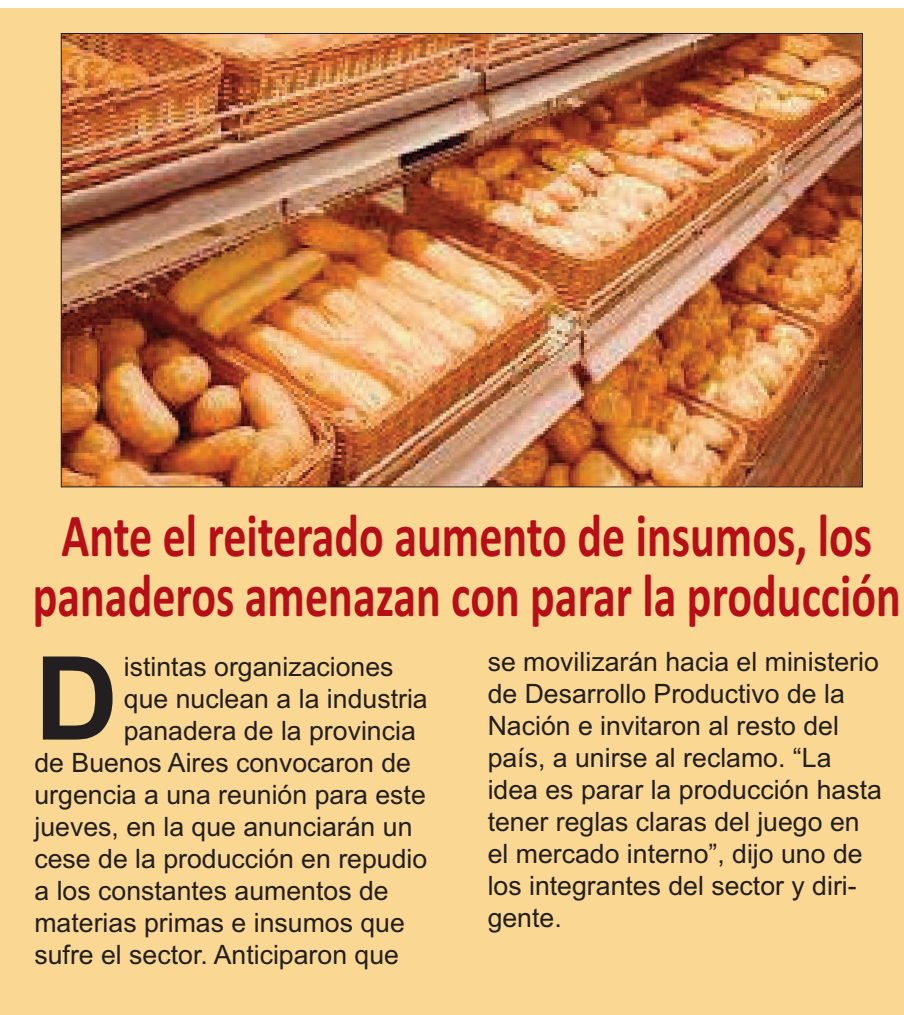 Ante el reiterado aumento de insumos, los
panaderos amenazan con parar la producción
Distintas organizaciones
que nuclean a la industria
panadera de la provincia
de Buenos Aires convocaron de
urgencia a una reunión para este
jueves, en la que anunciarán un
cese de la producción en repudio
a los constantes aumentos de
materias primas e insumos que
sufre el sector. Anticiparon que
se movilizarán hacia el ministerio
de Desarrollo Productivo de la
Nación e invitaron al resto del
país, a unirse al reclamo. “La
idea es parar la producción hasta
tener reglas claras del juego en
el mercado interno”, dijo uno de
los integrantes del sector y diri-
gente.